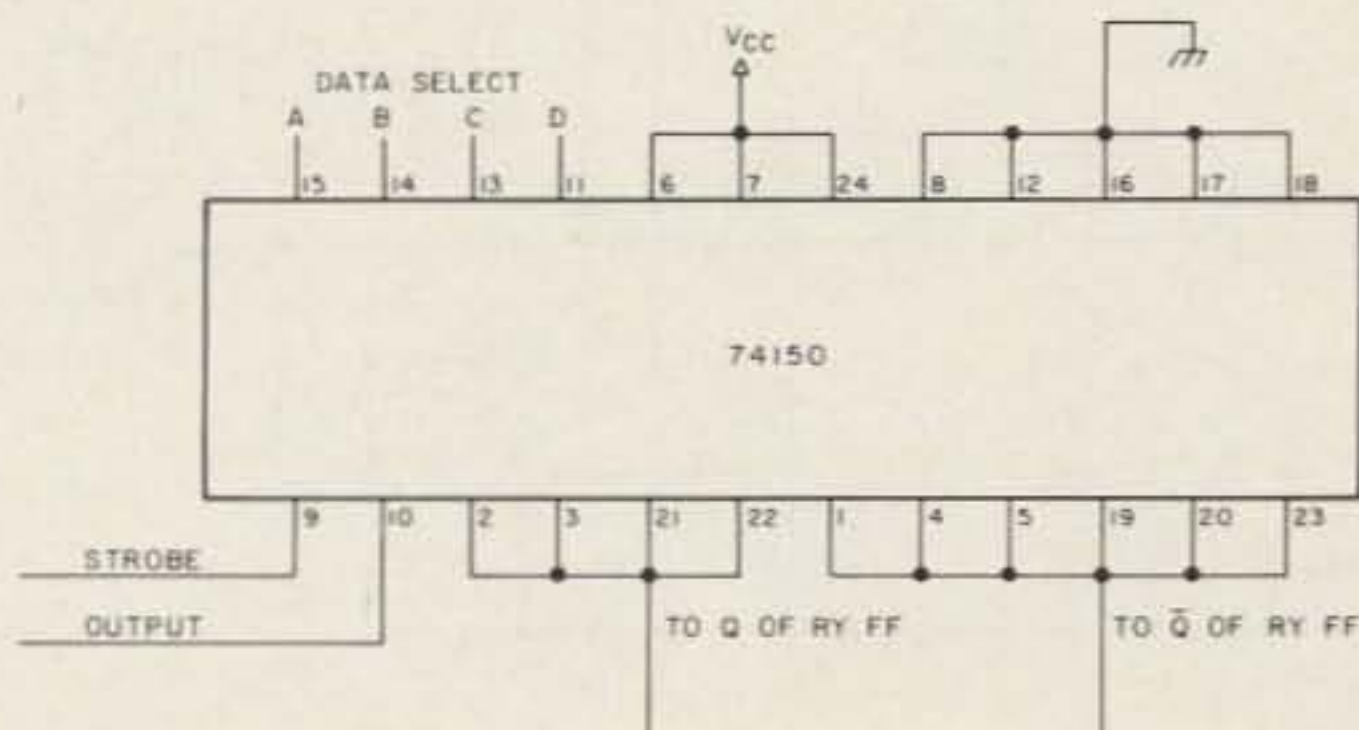 VCC
DATA SELECT
A B C D
15 14 13 11 6 7 24 8 12 16 17 18
74150
9 10 2 3 21 22 1 4 5 19 20 23
STROBE
OUTPUT
TO Q OF RY FF
TO Q̄ OF RY FF